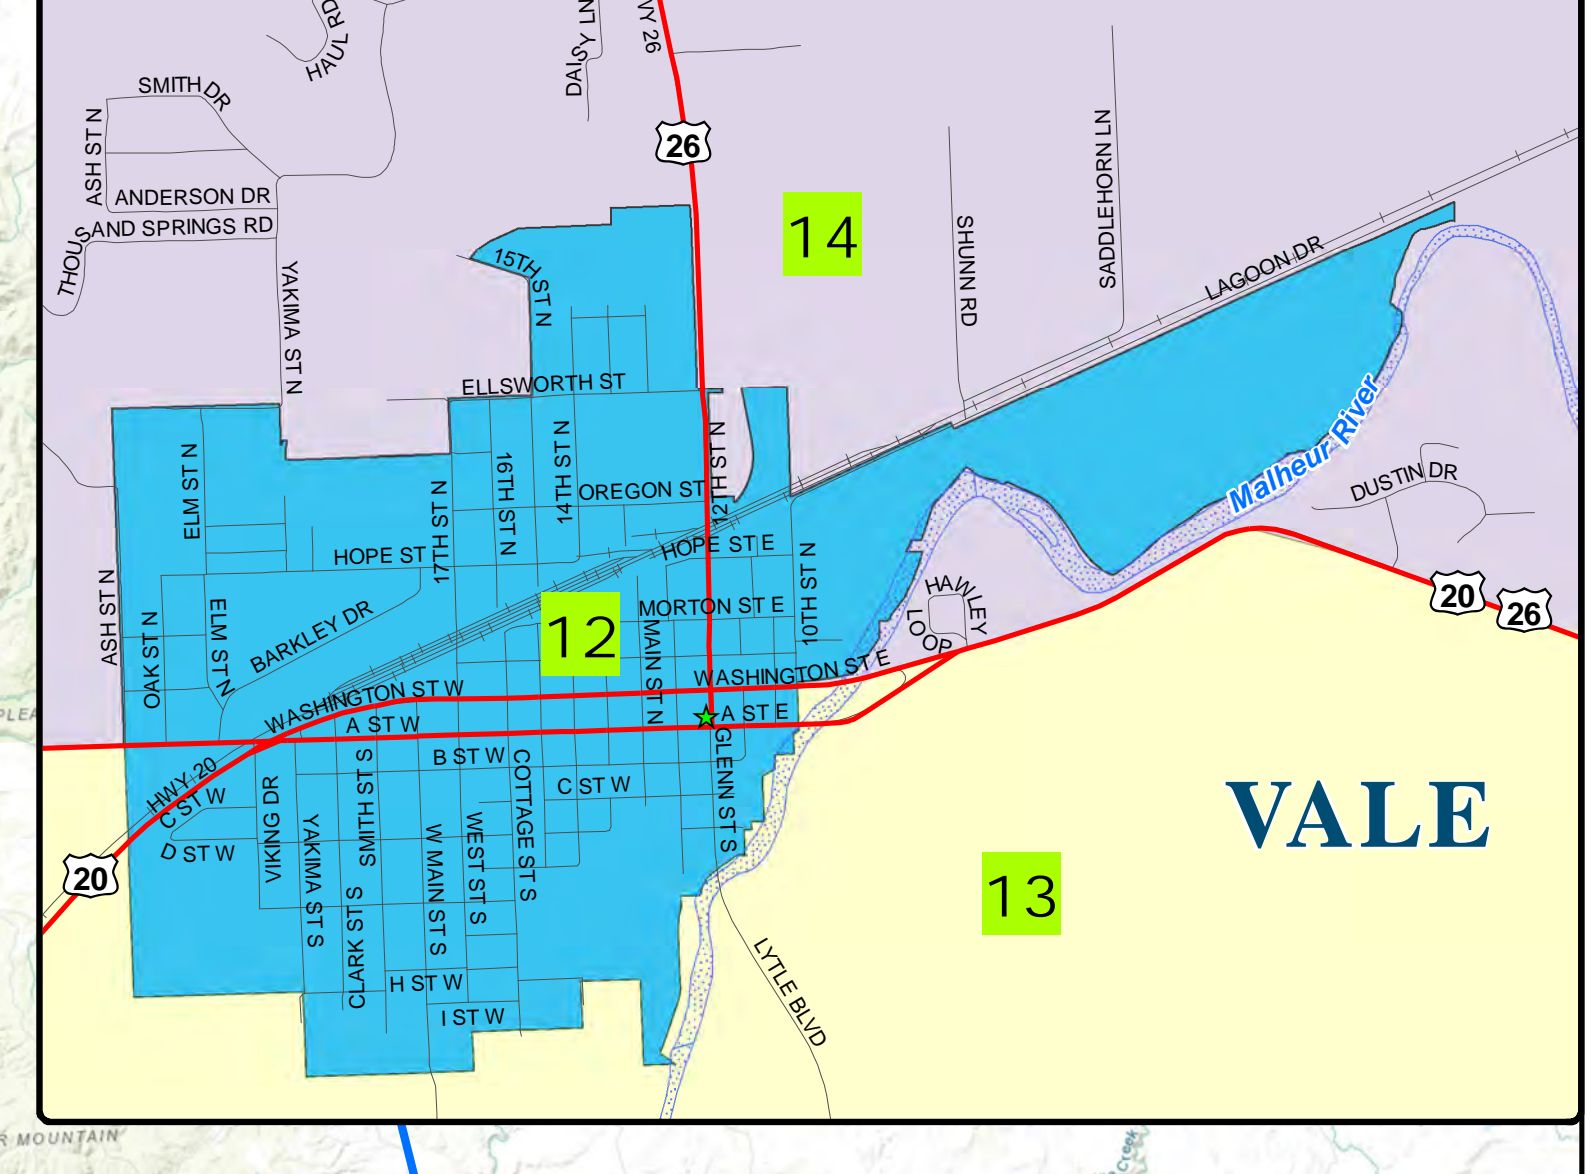 HAUL RD
DAISY LN
WY 26
SMITH DR
ASH ST N
26
ANDERSON DR
THOUSAND SPRINGS RD
YAKIMA ST N
15TH ST N
14
SHUNN RD
SADDLEHORN LN
LAGOON DR
ELLSWORTH ST
ELM ST N
17TH ST N
16TH ST N
14TH ST N
OREGON ST
12TH ST N
Malheur River
DUSTIN DR
HOPE ST
HOPE ST E
10TH ST N
ASH ST N
OAK ST N
ELM ST N
BARKLEY DR
12
MORTON ST E
MAIN ST N
HAWLEY LOOP
20
26
WASHINGTON ST W
WASHINGTON ST E
A ST W
A ST E
HWY 20
C ST W
D ST W
B ST W
C ST W
GLENN ST S
VIKING DR
YAKIMA ST S
SMITH ST S
CLARK ST S
W MAIN ST S
WEST ST S
COTTAGE ST S
20
VALE
13
H ST W
I ST W
LYTLE BLVD
R MOUNTAIN
Creek